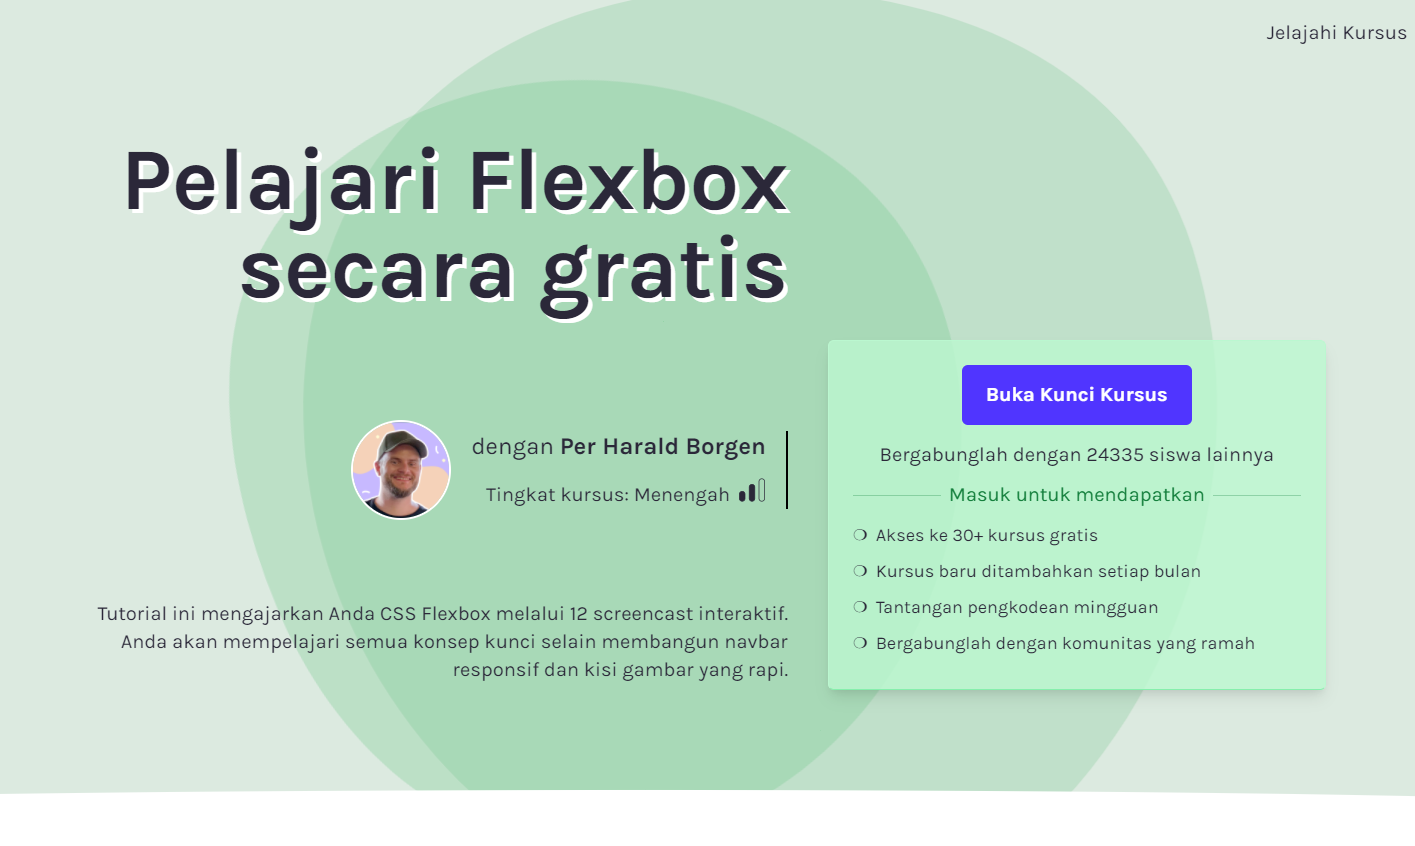 Jelajahi Kursus
Pelajari Flexbox
secara gratis
dengan Per Harald Borgen
Tingkat kursus: Menengah
Tutorial ini mengajarkan Anda CSS Flexbox melalui 12 screencast interaktif.
Anda akan mempelajari semua konsep kunci selain membangun navbar
responsif dan kisi gambar yang rapi.
Buka Kunci Kursus
Bergabunglah dengan 24335 siswa lainnya
Masuk untuk mendapatkan
❍ Akses ke 30+ kursus gratis
❍ Kursus baru ditambahkan setiap bulan
❍ Tantangan pengkodean mingguan
❍ Bergabunglah dengan komunitas yang ramah